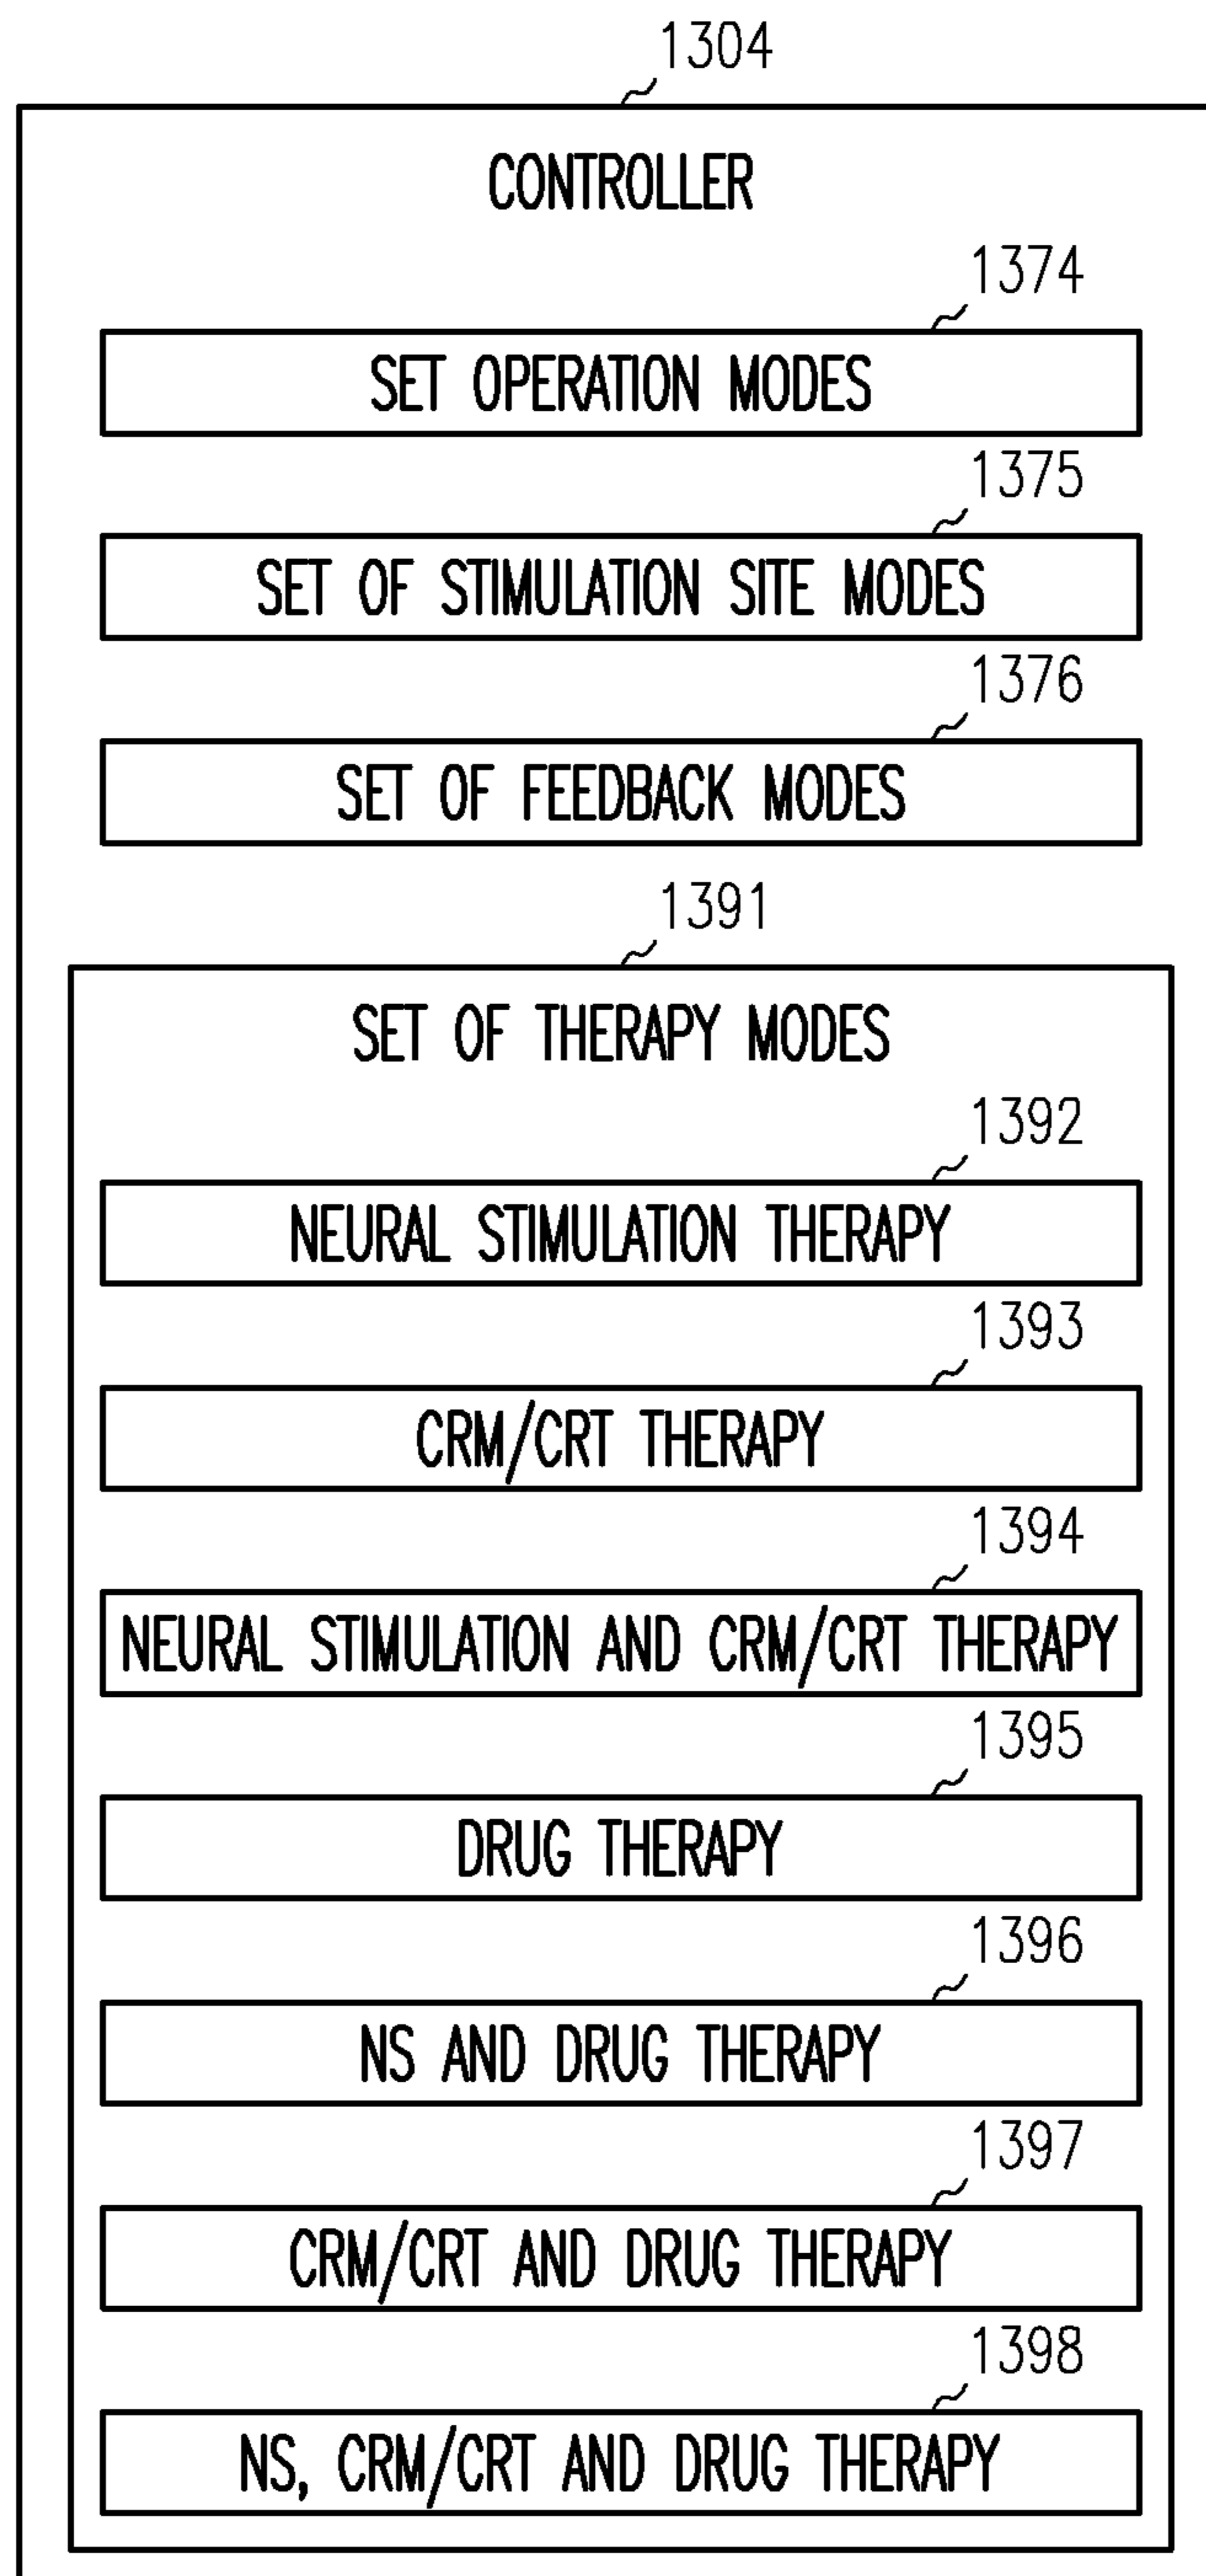 1304
CONTROLLER
1374
SET OPERATION MODES
1375
SET OF STIMULATION SITE MODES
1376
SET OF FEEDBACK MODES
1391
SET OF THERAPY MODES
1392
NEURAL STIMULATION THERAPY
1393
CRM/CRT THERAPY
1394
NEURAL STIMULATION AND CRM/CRT THERAPY
1395
DRUG THERAPY
1396
NS AND DRUG THERAPY
1397
CRM/CRT AND DRUG THERAPY
1398
NS, CRM/CRT AND DRUG THERAPY